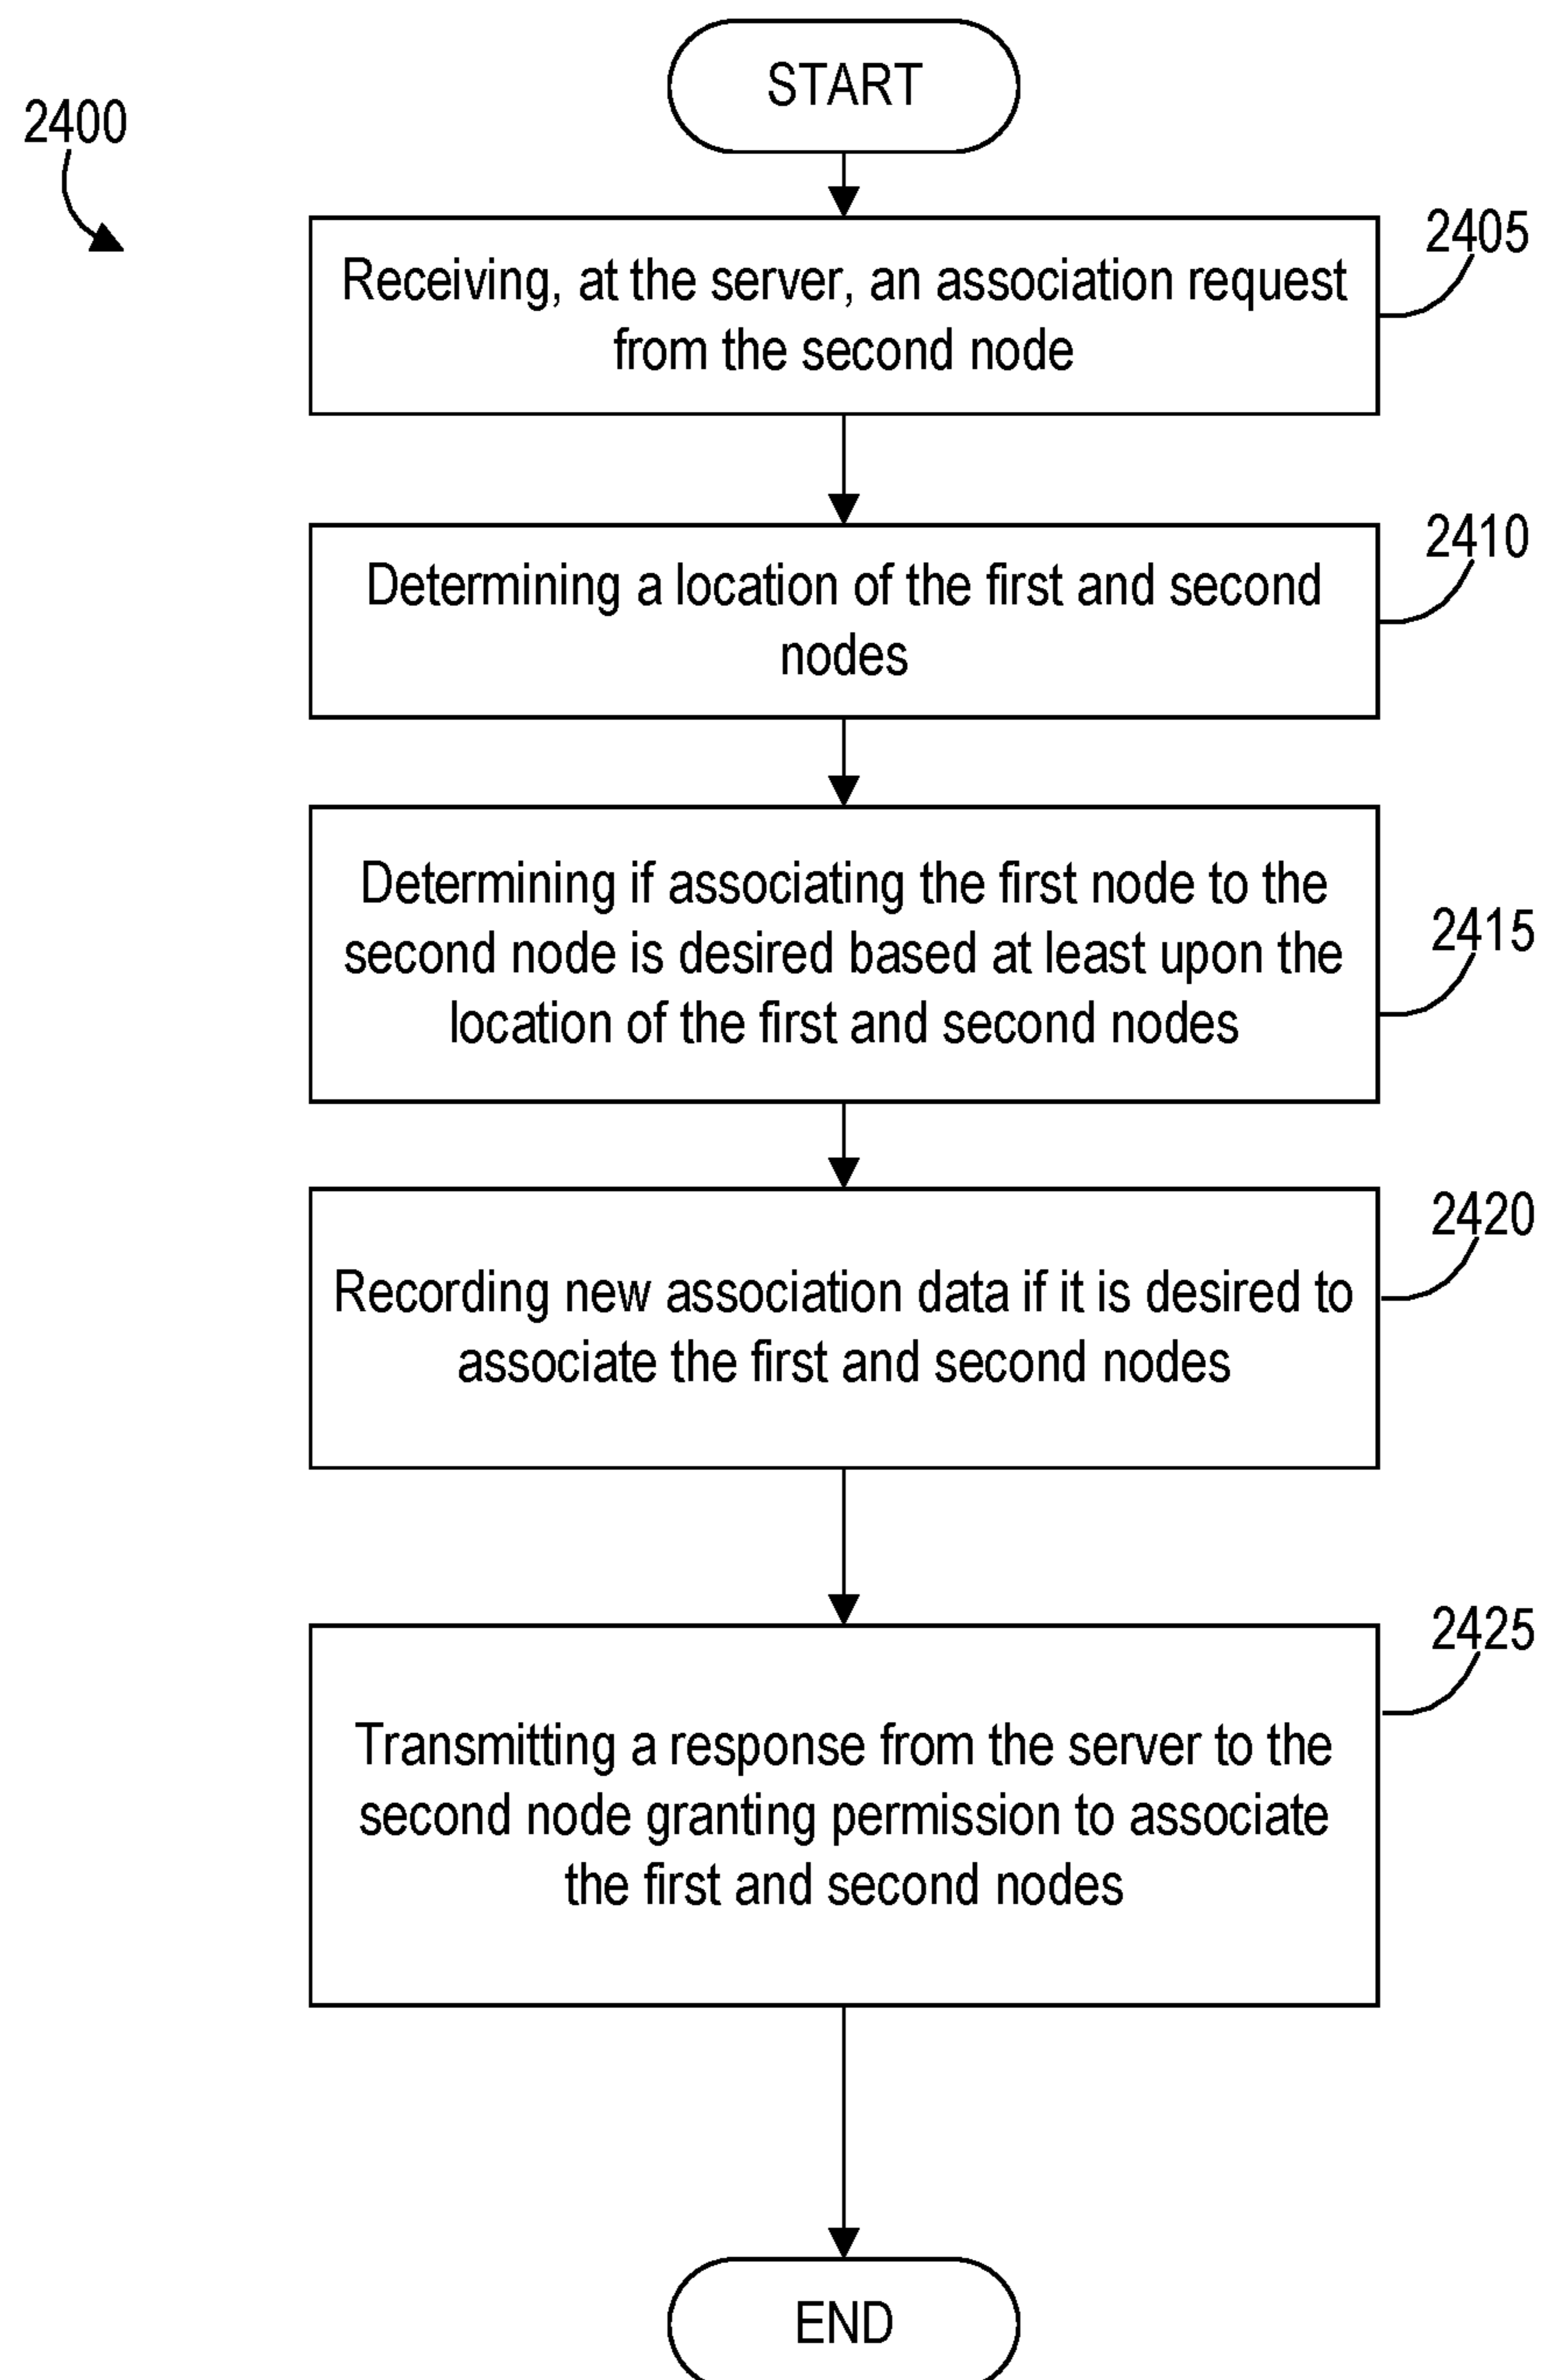 START
2400
2405
Receiving, at the server, an association request
from the second node
2410
Determining a location of the first and second
nodes
Determining if associating the first node to the
2415
second node is desired based at least upon the
location of the first and second nodes
2420
Recording new association data if it is desired to
associate the first and second nodes
2425
Transmitting a response from the server to the
second node granting permission to associate
the first and second nodes
END